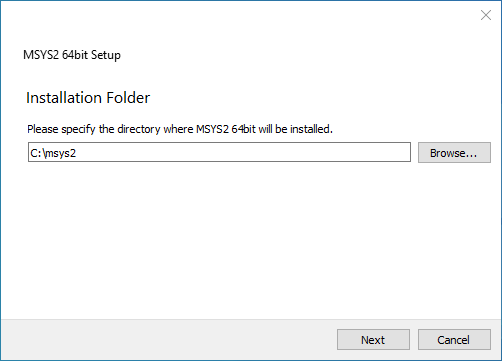 MSYS2 64bit Setup
Installation Folder
Please specify the directory where MSYS2 64bit will be installed.
C:\msys2
Browse...
Next
Cancel